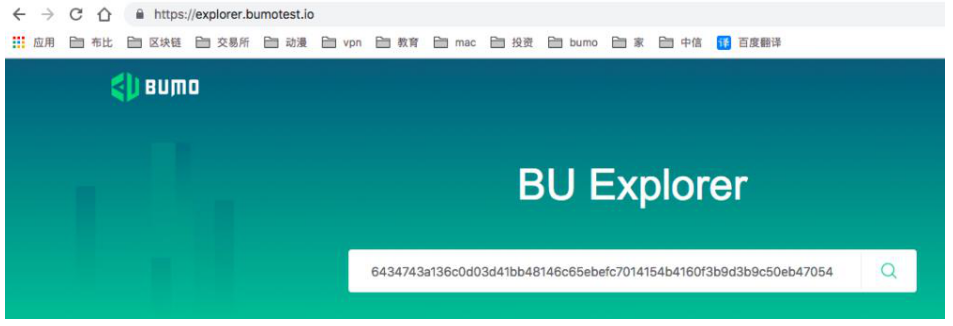 https://explorer.bumotest.io
应用 布比 区块链 交易所 动漫 vpn 教育 mac 投资 bumo 家 中信 译 百度翻译
BUMO
BU Explorer
6434743a136c0d03d41bb48146c65ebefc7014154b4160f3b9d3b9c50eb47054